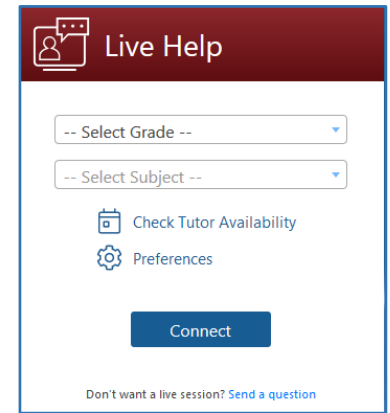 Live Help
-- Select Grade --
-- Select Subject --
Check Tutor Availability
Preferences
Connect
Don't want a live session? Send a question